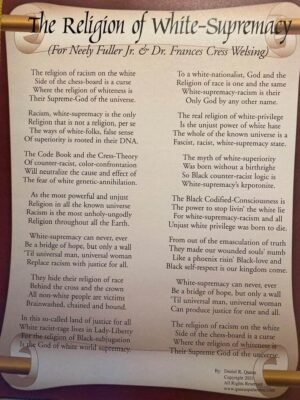 The Religion of White-Supremacy
(For Neely Fuller Jr. & Dr. Frances Cress Welsing)
The religion of racism on the white
Side of the chess-board is a curse
Where the religion of whiteness is
Their Supreme-God of the universe.
Racism, white-supremacy is the only
Religion that is not a religion, per se
The ways of white-folks, false sense
Of superiority is rooted in their DNA.
The Code Book and the Cress-Theory
Of counter-racist, color-confrontation
Will neutralize the cause and effect of
The fear of white genetic-annihilation.
As the most powerful and unjust
Religion in all the known universe
Racism is the most unholy-ungodly
Religion throughout all the Earth.
White-supremacy can never, ever
Be a bridge of hope, but only a wall
'Til universal man, universal woman
Replace racism with justice for all.
They hide their religion of race
Behind the cross and the crown
All non-white people are victims
Brainwashed, chained and bound.
In this so-called land of justice for all
White racist-rage lives in Lady-Liberty
For the religion of Black-subjugation
Is the God of white world supremacy.
To a white-nationalist, God and the
Religion of race is one and the same
White-supremacy-racism is their
Only God by any other name.
The real religion of white-privilege
Is the unjust power of white hate
The whole of the known universe is a
Fascist, racist, white-supremacy state.
The myth of white-superiority
Was born without a birthright
So Black counter-racist logic is
White-supremacy's krptonite.
The Black Codified-Consciousness is
The power to stop livin' the white lie
For white-supremacy-racism and all
Unjust white privilege was born to die.
From out of the emasculation of truth
They made our wounded souls' numb
Like a phoenix risin' Black-love and
Black self-respect is our kingdom come.
White-supremacy can never, ever
Be a bridge of hope, but only a wall
'Til universal man, universal woman
Can produce justice for one and all.
The religion of racism on the white
Side of the chess-board is a curse
Where the religion of whiteness is
Their Supreme-God of the universe.
By: Daniel R. Queen
Copyright 2021
All Rights Reserved